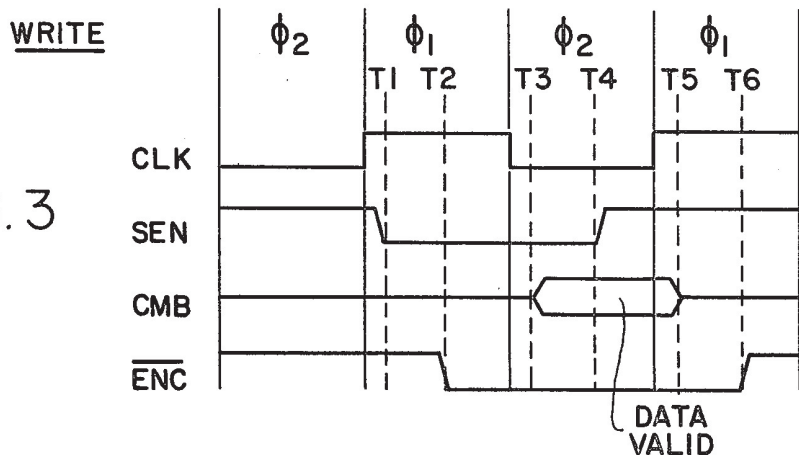 WRITE
ϕ2 ϕ1 ϕ2 ϕ1
T1 T2 T3 T4 T5 T6
CLK
.3
SEN
CMB
ENC
DATA
VALID